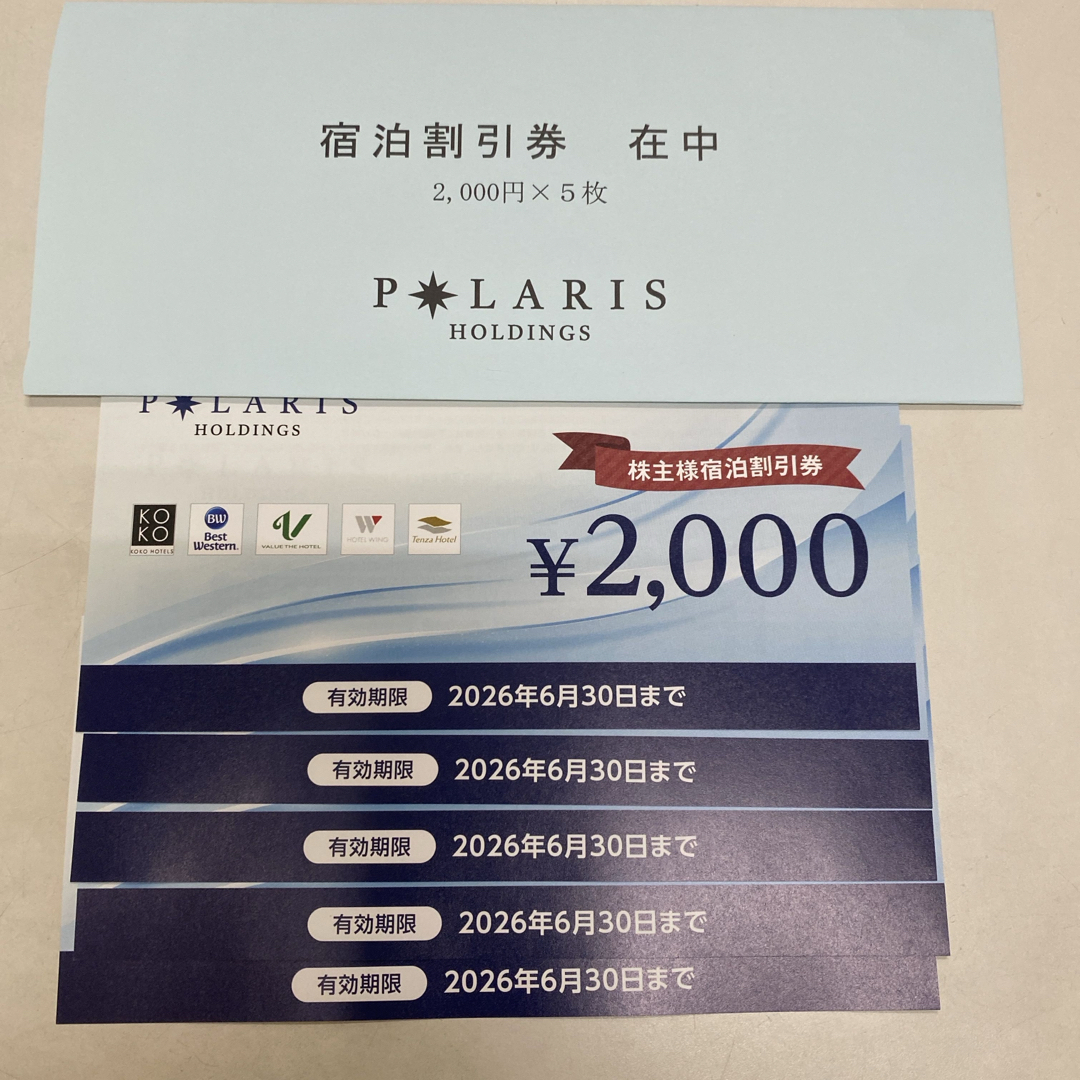 宿泊割引券　在中
2,000円×５枚
POLARIS
HOLDINGS
POLARIS
HOLDINGS
株主様宿泊割引券
KO
KO
KOKO HOTELS
BW
Best
Western.
V
VALUE THE HOTEL
W
HOTEL WING
Tenza Hotel
¥2,000
有効期限 2026年6月30日まで
有効期限 2026年6月30日まで
有効期限 2026年6月30日まで
有効期限 2026年6月30日まで
有効期限 2026年6月30日まで